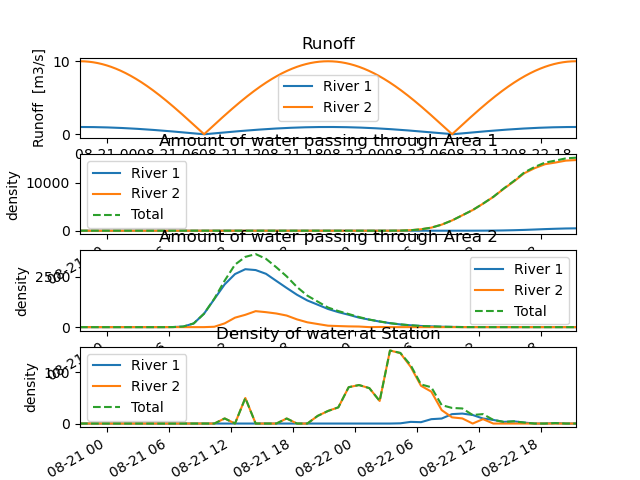 Runoff
Runoff [m3/s]
10
0
River 1
River 2
Amount of water passing through Area 1
density
10000
0
River 1
River 2
Total
Amount of water passing through Area 2
density
0
River 1
River 2
Total
Density of water at Station
density
0
River 1
River 2
Total
08-21 00
08-21 06
08-21 12
08-21 18
08-22 00
08-22 06
08-22 12
08-22 18